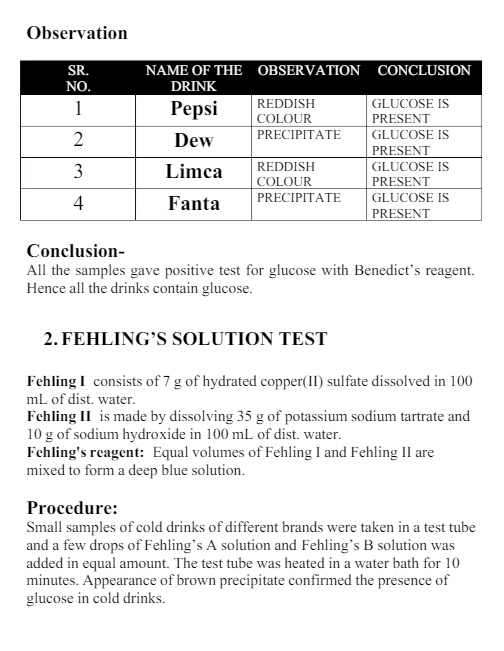 Observation
SR. NO. NAME OF THE DRINK OBSERVATION CONCLUSION
1 Pepsi REDDISH COLOUR GLUCOSE IS PRESENT
2 Dew PRECIPITATE GLUCOSE IS PRESENT
3 Limca REDDISH COLOUR GLUCOSE IS PRESENT
4 Fanta PRECIPITATE GLUCOSE IS PRESENT
Conclusion-
All the samples gave positive test for glucose with Benedict's reagent.
Hence all the drinks contain glucose.
2. FEHLING'S SOLUTION TEST
Fehling I consists of 7 g of hydrated copper(II) sulfate dissolved in 100
mL of dist. water.
Fehling II is made by dissolving 35 g of potassium sodium tartrate and
10 g of sodium hydroxide in 100 mL of dist. water.
Fehling's reagent: Equal volumes of Fehling I and Fehling II are
mixed to form a deep blue solution.
Procedure:
Small samples of cold drinks of different brands were taken in a test tube
and a few drops of Fehling's A solution and Fehling's B solution was
added in equal amount. The test tube was heated in a water bath for 10
minutes. Appearance of brown precipitate confirmed the presence of
glucose in cold drinks.